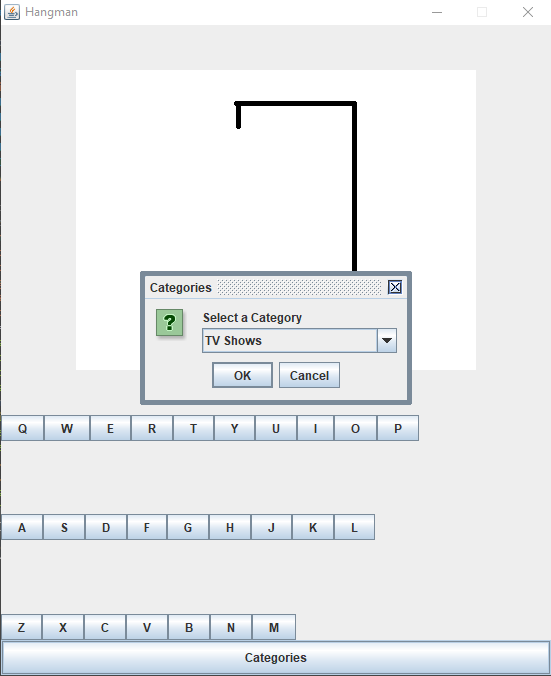 Hangman
Categories
?
Select a Category
TV Shows
OK Cancel
Q W E R T Y U I O P
A S D F G H J K L
Z X C V B N M
Categories